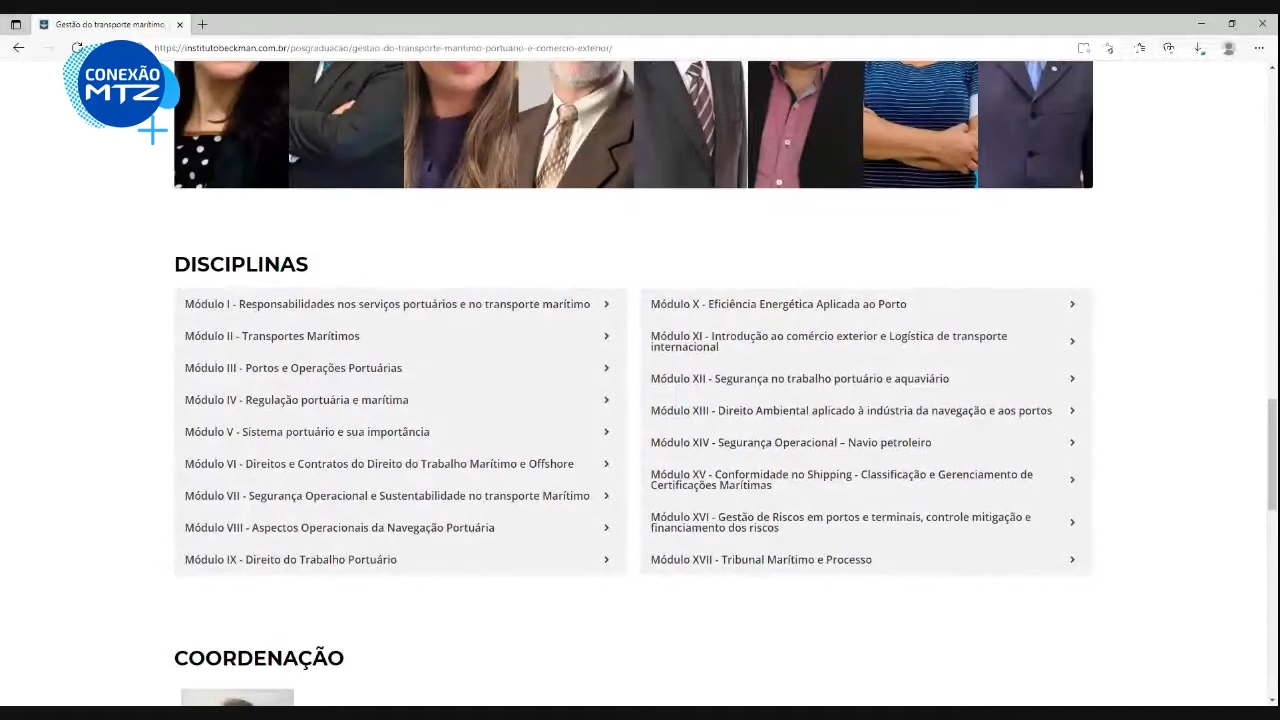 Gestão do transporte marítimo,
https://institutobeckman.com.br/posgraduacao/gestao-do-transporte-maritimo-portuario-e-comercio-exterior/
CONEXÃO
MTZ
DISCIPLINAS
Módulo I - Responsabilidades nos serviços portuários e no transporte marítimo
Módulo II - Transportes Marítimos
Módulo III - Portos e Operações Portuárias
Módulo IV - Regulação portuária e marítima
Módulo V - Sistema portuário e sua importância
Módulo VI - Direitos e Contratos do Direito do Trabalho Marítimo e Offshore
Módulo VII - Segurança Operacional e Sustentabilidade no transporte Marítimo
Módulo VIII - Aspectos Operacionais da Navegação Portuária
Módulo IX - Direito do Trabalho Portuário
Módulo X - Eficiência Energética Aplicada ao Porto
Módulo XI - Introdução ao comércio exterior e Logística de transporte
internacional
Módulo XII - Segurança no trabalho portuário e aquaviário
Módulo XIII - Direito Ambiental aplicado à indústria da navegação e aos portos
Módulo XIV - Segurança Operacional – Navio petroleiro
Módulo XV - Conformidade no Shipping - Classificação e Gerenciamento de
Certificações Marítimas
Módulo XVI - Gestão de Riscos em portos e terminais, controle mitigação e
financiamento dos riscos
Módulo XVII - Tribunal Marítimo e Processo
COORDENAÇÃO